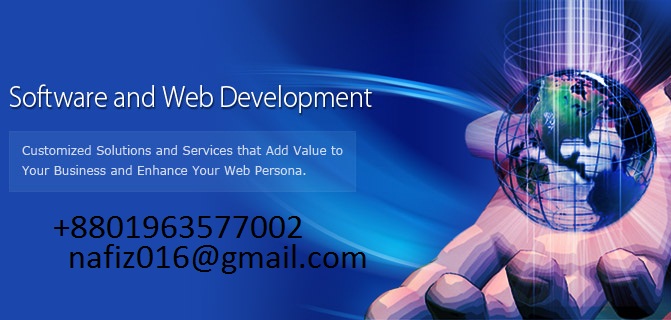 Software and Web Development
Customized Solutions and Services that Add Value to
Your Business and Enhance Your Web Persona.
+8801963577002
nafiz016@gmail.com